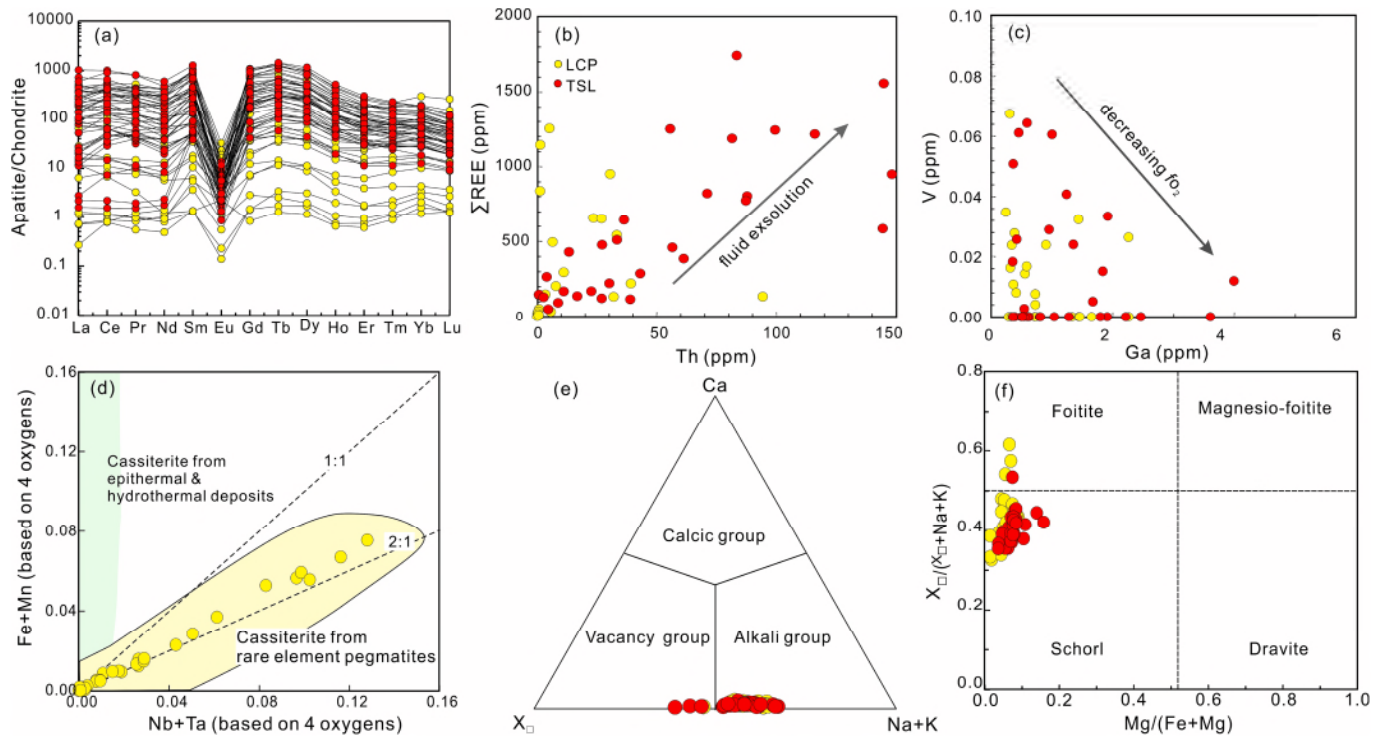 (a)
10000
1000
100
10
1
0.1
0.01
Apatite/Chondrite
La Ce Pr Nd Sm Eu Gd Tb Dy Ho Er Tm Yb Lu
(b)
LCP
TSL
2000
1500
1000
500
0
ΣREE (ppm)
fluid exsolution
0 50 100 150
Th (ppm)
(c)
0.10
0.08
0.06
0.04
0.02
0.00
V (ppm)
decreasing fo₂
0 2 4 6
Ga (ppm)
(d)
0.16
0.12
0.08
0.04
0.00
Fe+Mn (based on 4 oxygens)
Cassiterite from
epithermal &
hydrothermal deposits
1:1
2:1
Cassiterite from
rare element pegmatites
0.00 0.04 0.08 0.12 0.16
Nb+Ta (based on 4 oxygens)
(e)
Ca
Calcic group
Vacancy group
Alkali group
X□
Na+K
(f)
0.8
0.6
0.4
0.8
0.0
X□/(X□+Na+K)
Foitite
Magnesio-foitite
Schorl
Dravite
0.0 0.2 0.4 0.6 0.8 1.0
Mg/(Fe+Mg)